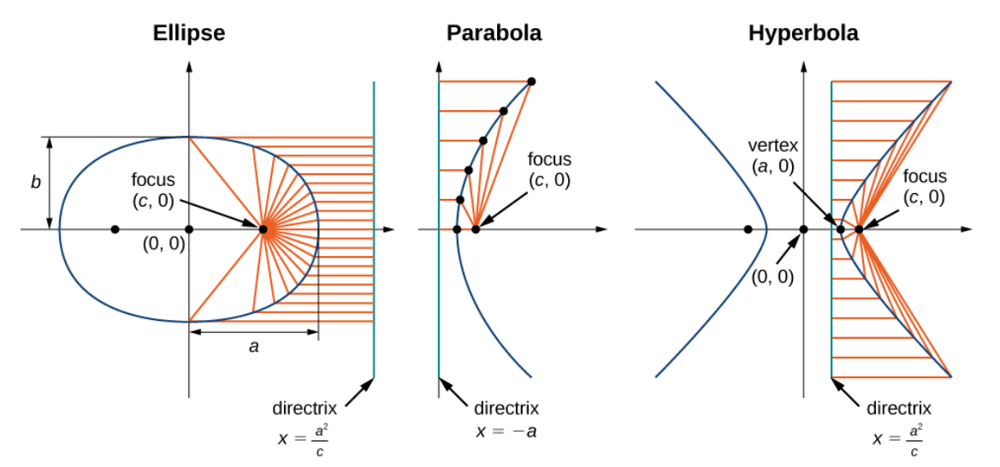 Ellipse
b
focus
(c, 0)
(0, 0)
a
directrix
x = a²/c
Parabola
focus
(c, 0)
directrix
x = −a
Hyperbola
vertex
(a, 0)
focus
(c, 0)
(0, 0)
directrix
x = a²/c